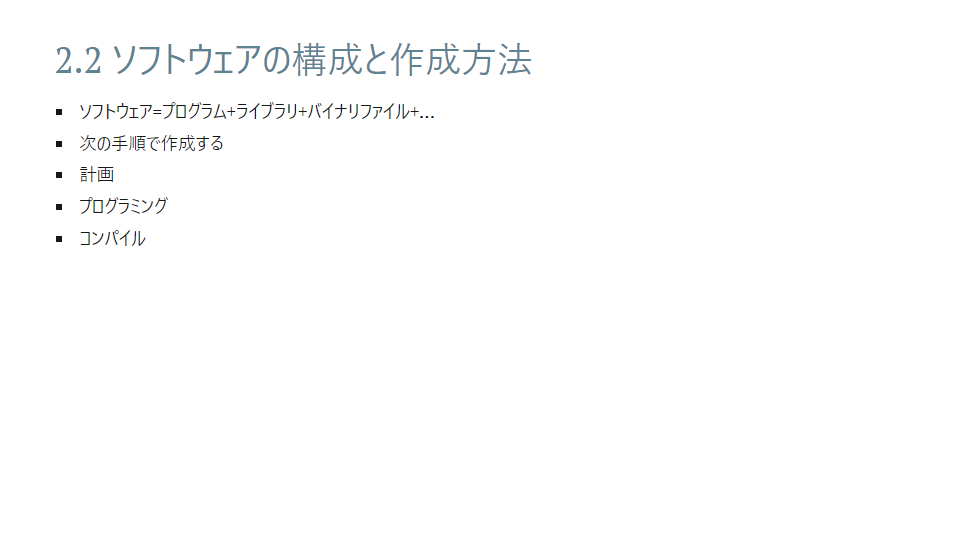 2.2 ソフトウェアの構成と作成方法
▪ ソフトウェア=プログラム+ライブラリ+バイナリファイル+…
▪ 次の手順で作成する
▪ 計画
▪ プログラミング
▪ コンパイル